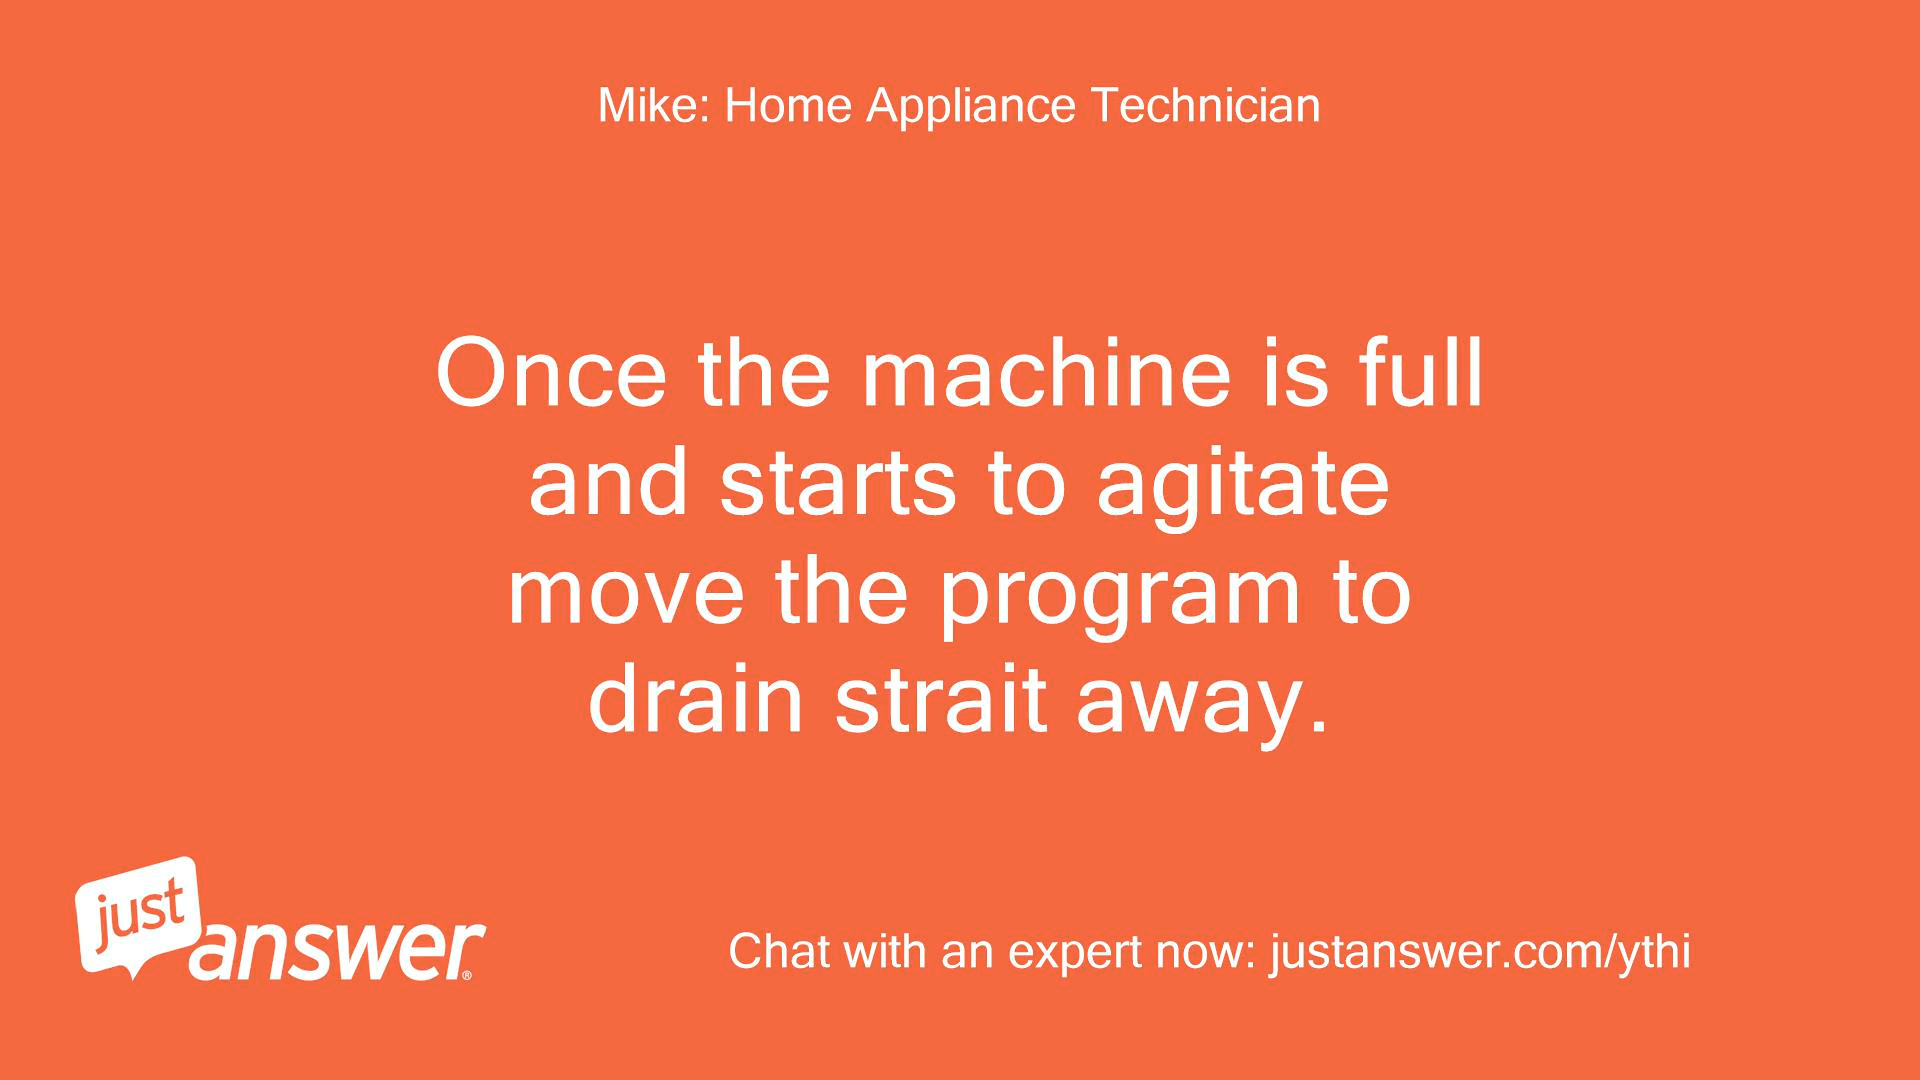 Mike: Home Appliance Technician
Once the machine is full
and starts to agitate
move the program to
drain strait away.
just
answer®
Chat with an expert now: justanswer.com/ythi